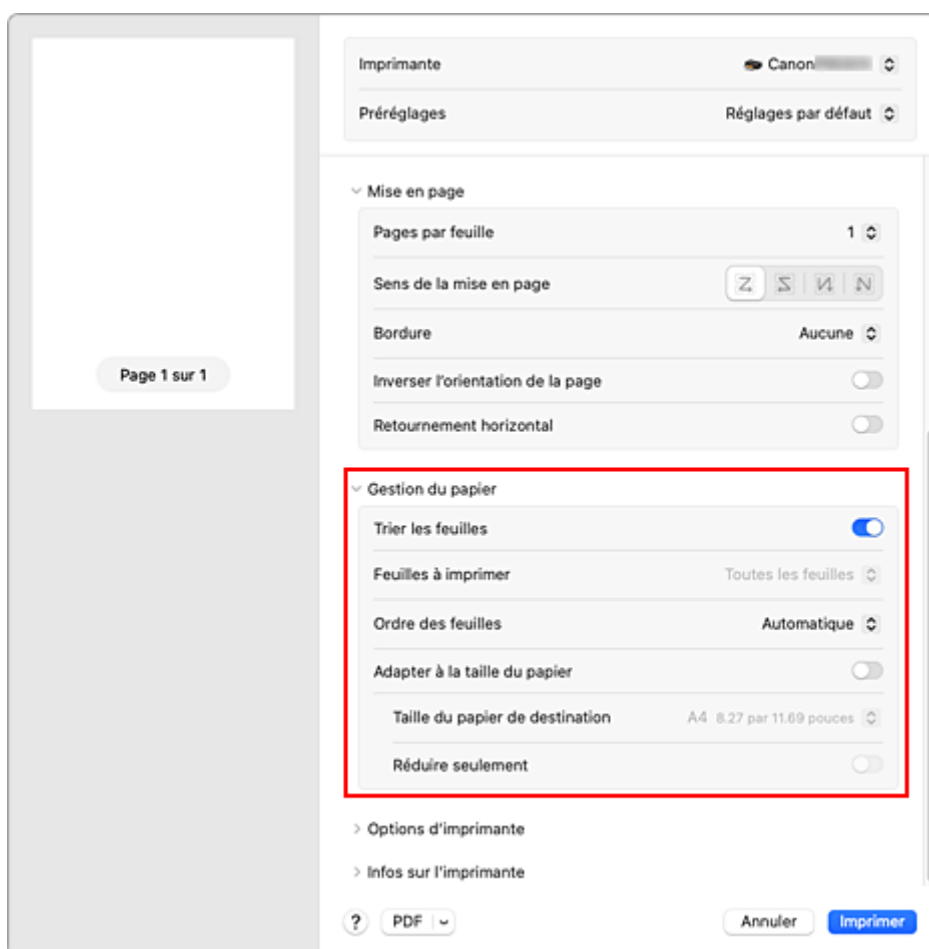 Imprimante Canon
Préréglages Réglages par défaut
Mise en page
Pages par feuille 1
Sens de la mise en page
Bordure Aucune
Page 1 sur 1
Inverser l'orientation de la page
Retournement horizontal
Gestion du papier
Trier les feuilles
Feuilles à imprimer Toutes les feuilles
Ordre des feuilles Automatique
Adapter à la taille du papier
Taille du papier de destination A4 8.27 par 11.69 pouces
Réduire seulement
Options d'imprimante
Infos sur l'imprimante
? PDF Annuler Imprimer